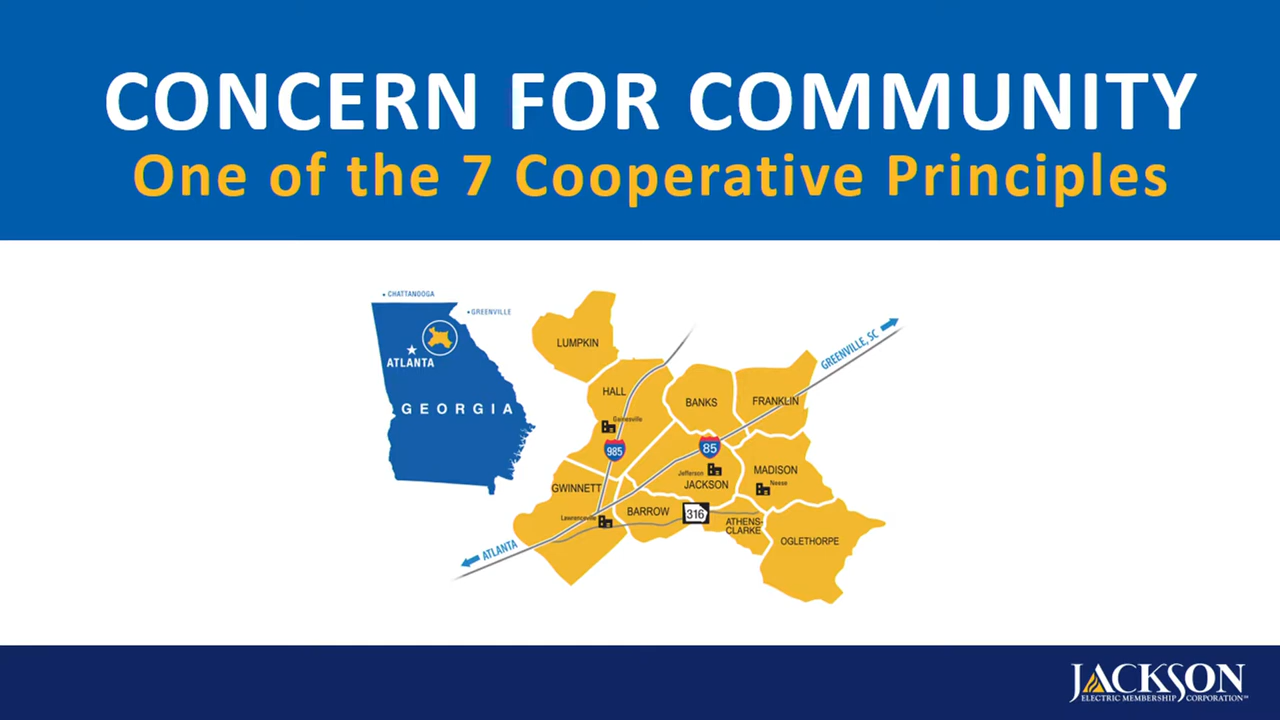 CONCERN FOR COMMUNITY
One of the 7 Cooperative Principles
• CHATTANOOGA
• GREENVILLE
ATLANTA
GEORGIA
LUMPKIN
HALL
Gainesville
985
BANKS
FRANKLIN
GREENVILLE, SC
85
Jefferson
JACKSON
MADISON
Neese
GWINNETT
Lawrenceville
BARROW
316
ATHENS-
CLARKE
OGLETHORPE
ATLANTA
JACKSON
ELECTRIC MEMBERSHIP CORPORATION℠